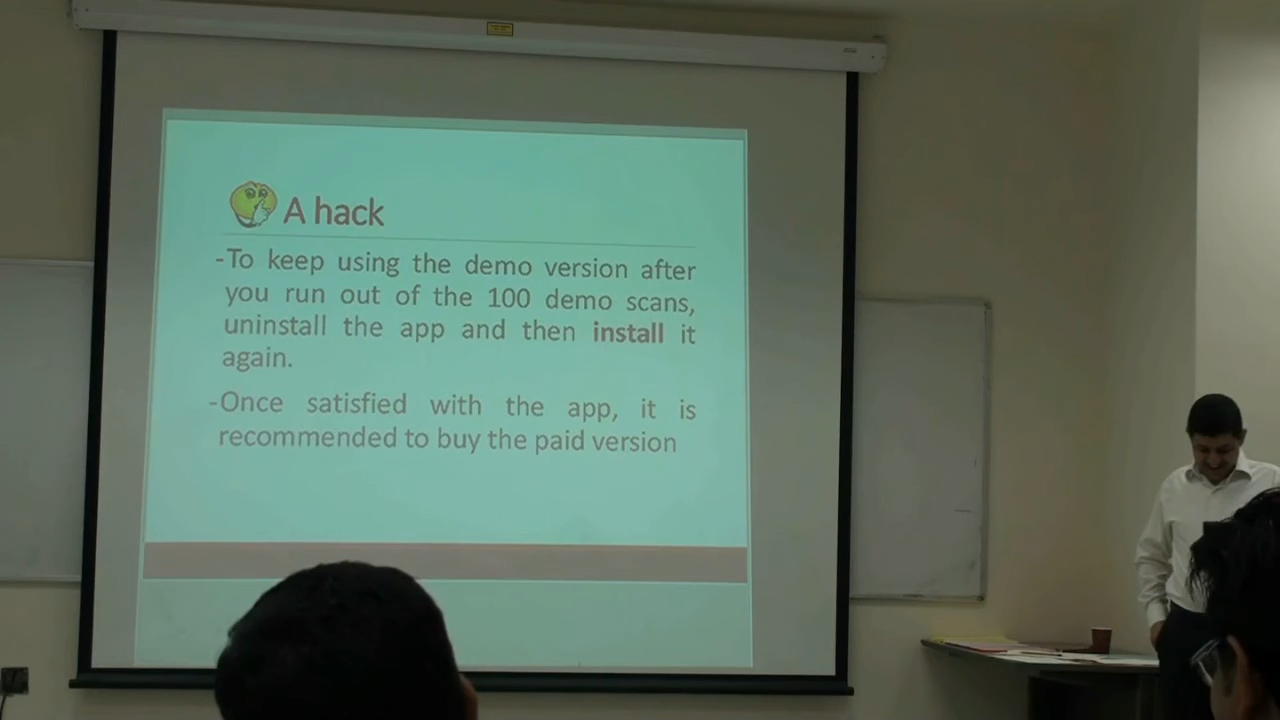 A hack
-To keep using the demo version after
you run out of the 100 demo scans,
uninstall the app and then install it
again.
-Once satisfied with the app, it is
recommended to buy the paid version